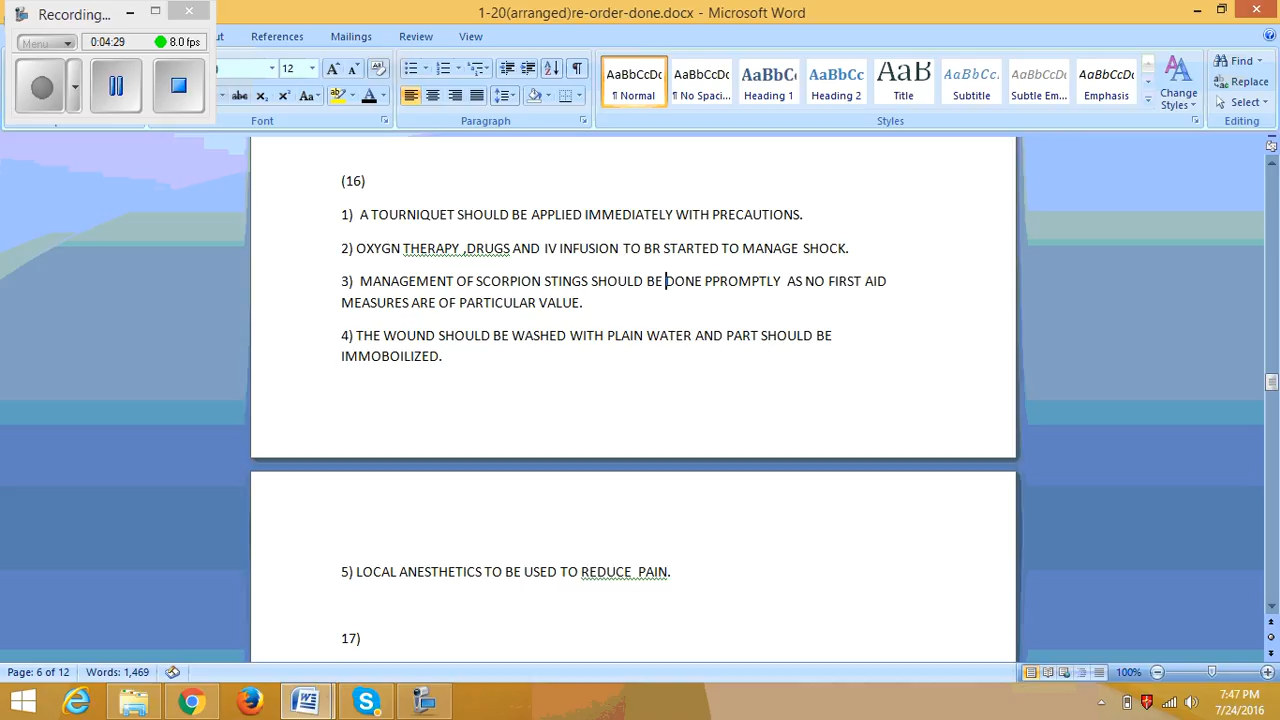 Recording...
1-20(arranged)re-order-done.docx - Microsoft Word
Menu
0:04:29
8.0 fps
References
Mailings
Review
View
12
A A Aa
abc X₂ X² Aa
A
AaBbCcDc
AaBbCcDc
AaBbCc
AaBbCc
AaB
AaBbCc.
AaBbCcDc
AaBbCcDc
¶ Normal
¶ No Spaci...
Heading 1
Heading 2
Title
Subtitle
Subtle Em...
Emphasis
Change
Styles
Find
Replace
Select
Font
Paragraph
Styles
Editing
(16)
1) A TOURNIQUET SHOULD BE APPLIED IMMEDIATELY WITH PRECAUTIONS.
2) OXYGN THERAPY ,DRUGS AND IV INFUSION TO BR STARTED TO MANAGE SHOCK.
3) MANAGEMENT OF SCORPION STINGS SHOULD BE DONE PPROMPTLY AS NO FIRST AID
MEASURES ARE OF PARTICULAR VALUE.
4) THE WOUND SHOULD BE WASHED WITH PLAIN WATER AND PART SHOULD BE
IMMOBOILIZED.
5) LOCAL ANESTHETICS TO BE USED TO REDUCE PAIN.
17)
Page: 6 of 12
Words: 1,469
100%
7:47 PM
7/24/2016